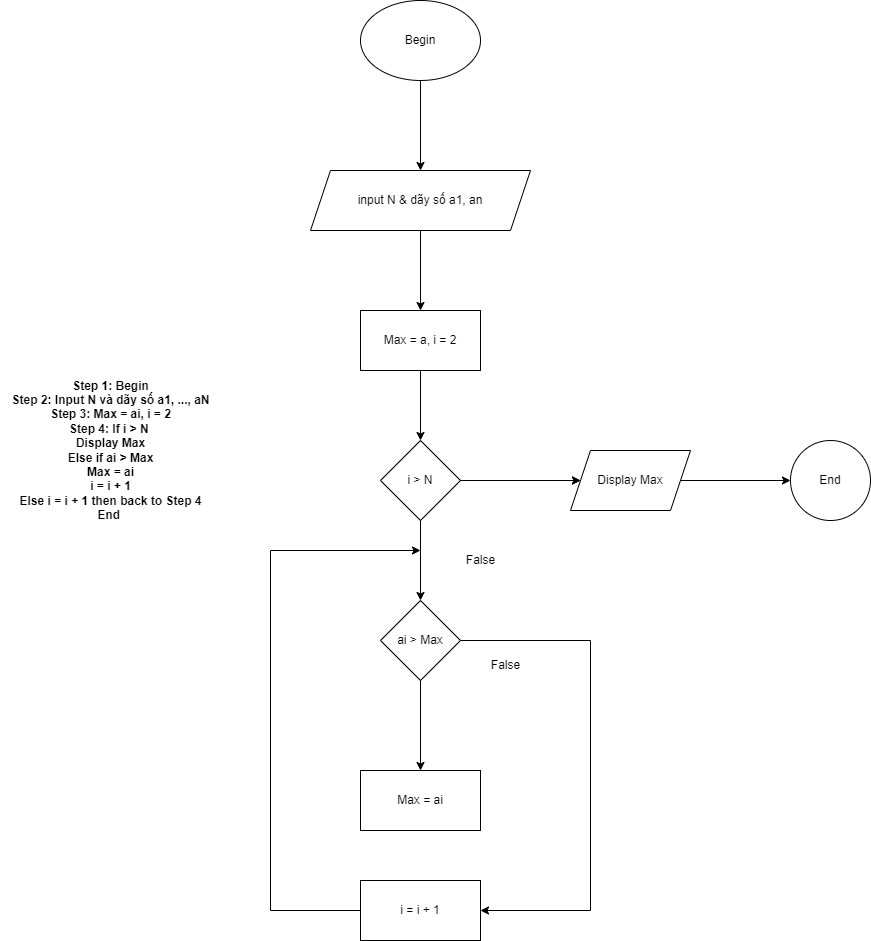 Begin
input N & dãy số a1, an
Max = a, i = 2
Step 1: Begin
Step 2: Input N và dãy số a1, ..., aN
Step 3: Max = ai, i = 2
Step 4: If i > N
Display Max
Else if ai > Max
Max = ai
i = i + 1
Else i = i + 1 then back to Step 4
End
i > N
Display Max
End
False
ai > Max
False
Max = ai
i = i + 1